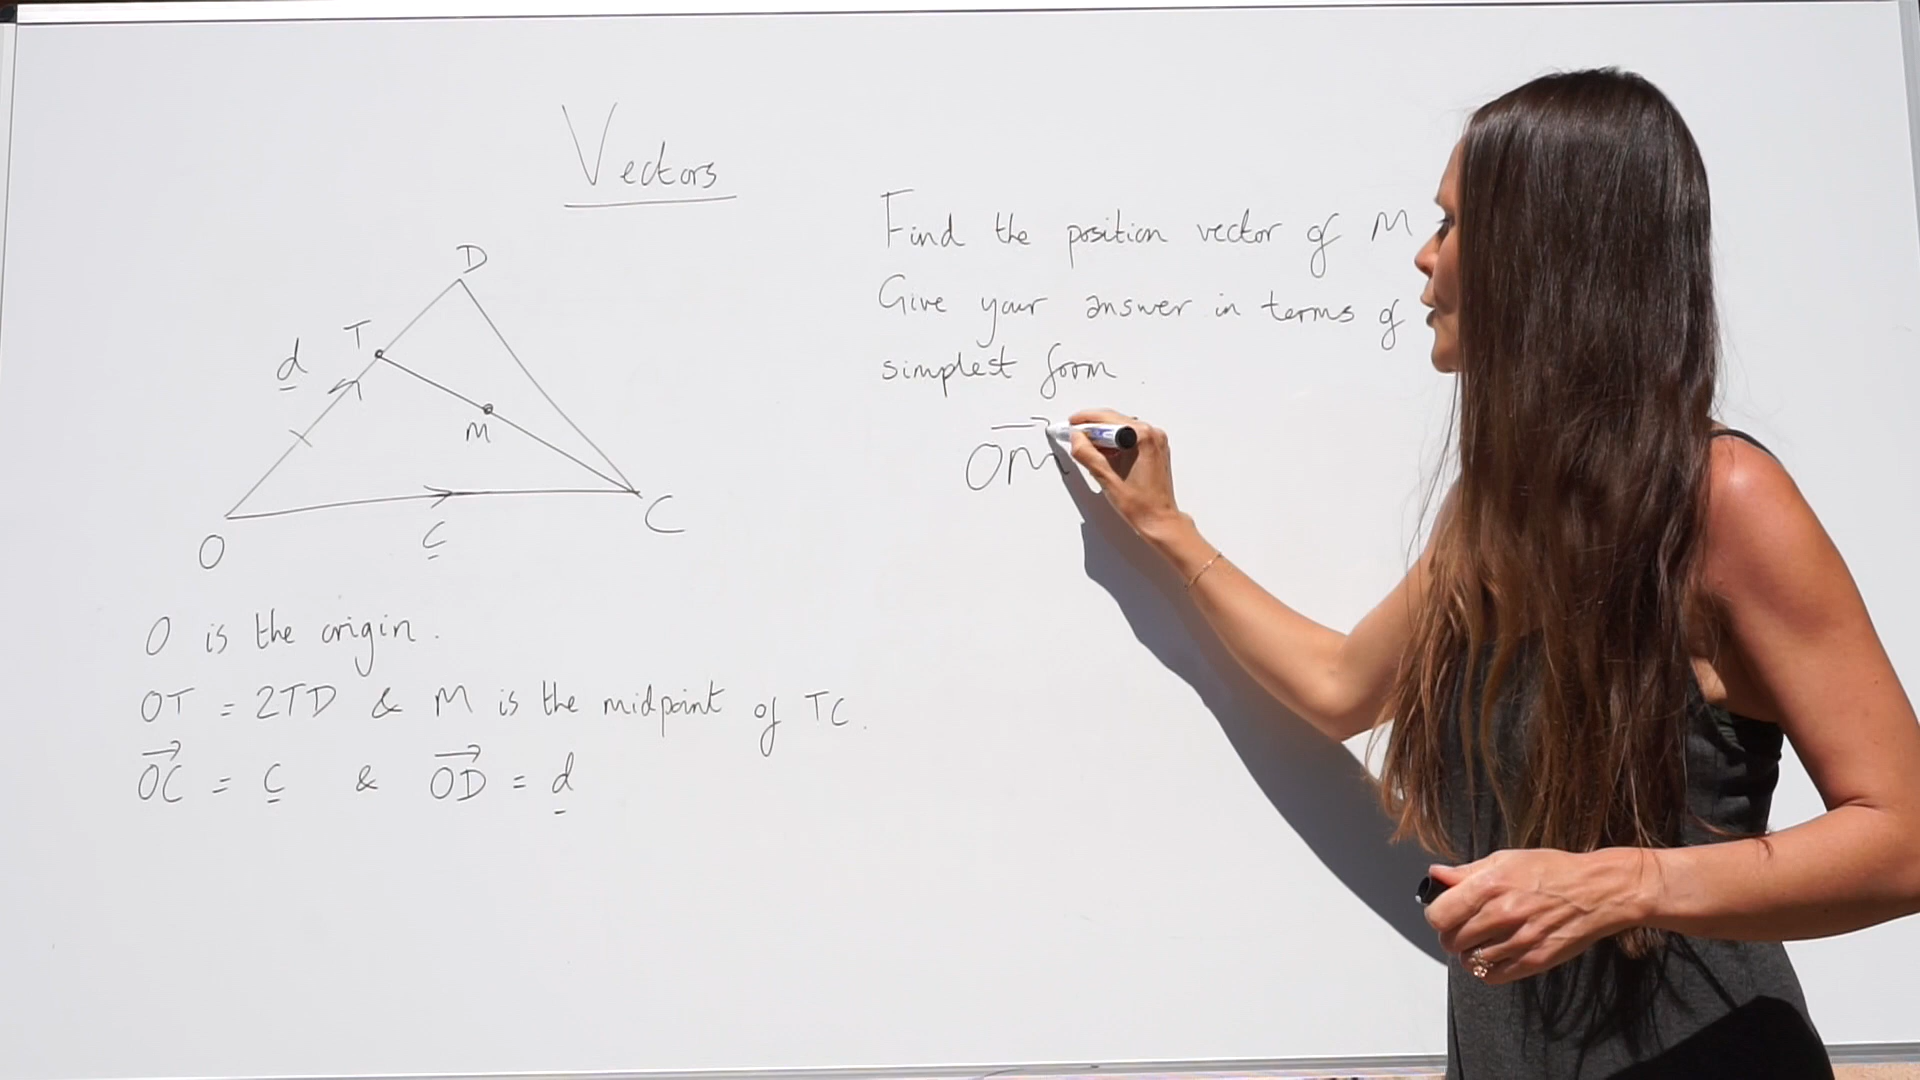 Vectors
D
T
d
M
O
c
C
O is the origin.
OT = 2TD & M is the midpoint of TC.
OC = c & OD = d
Find the position vector of M
Give your answer in terms of
simplest form.
OM